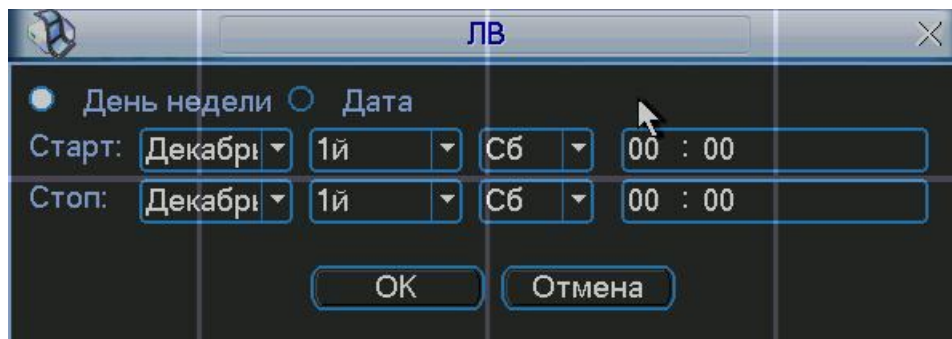 ЛВ
День недели Дата
Старт: Декабрь 1й Сб 00 : 00
Стоп: Декабрь 1й Сб 00 : 00
OK Отмена